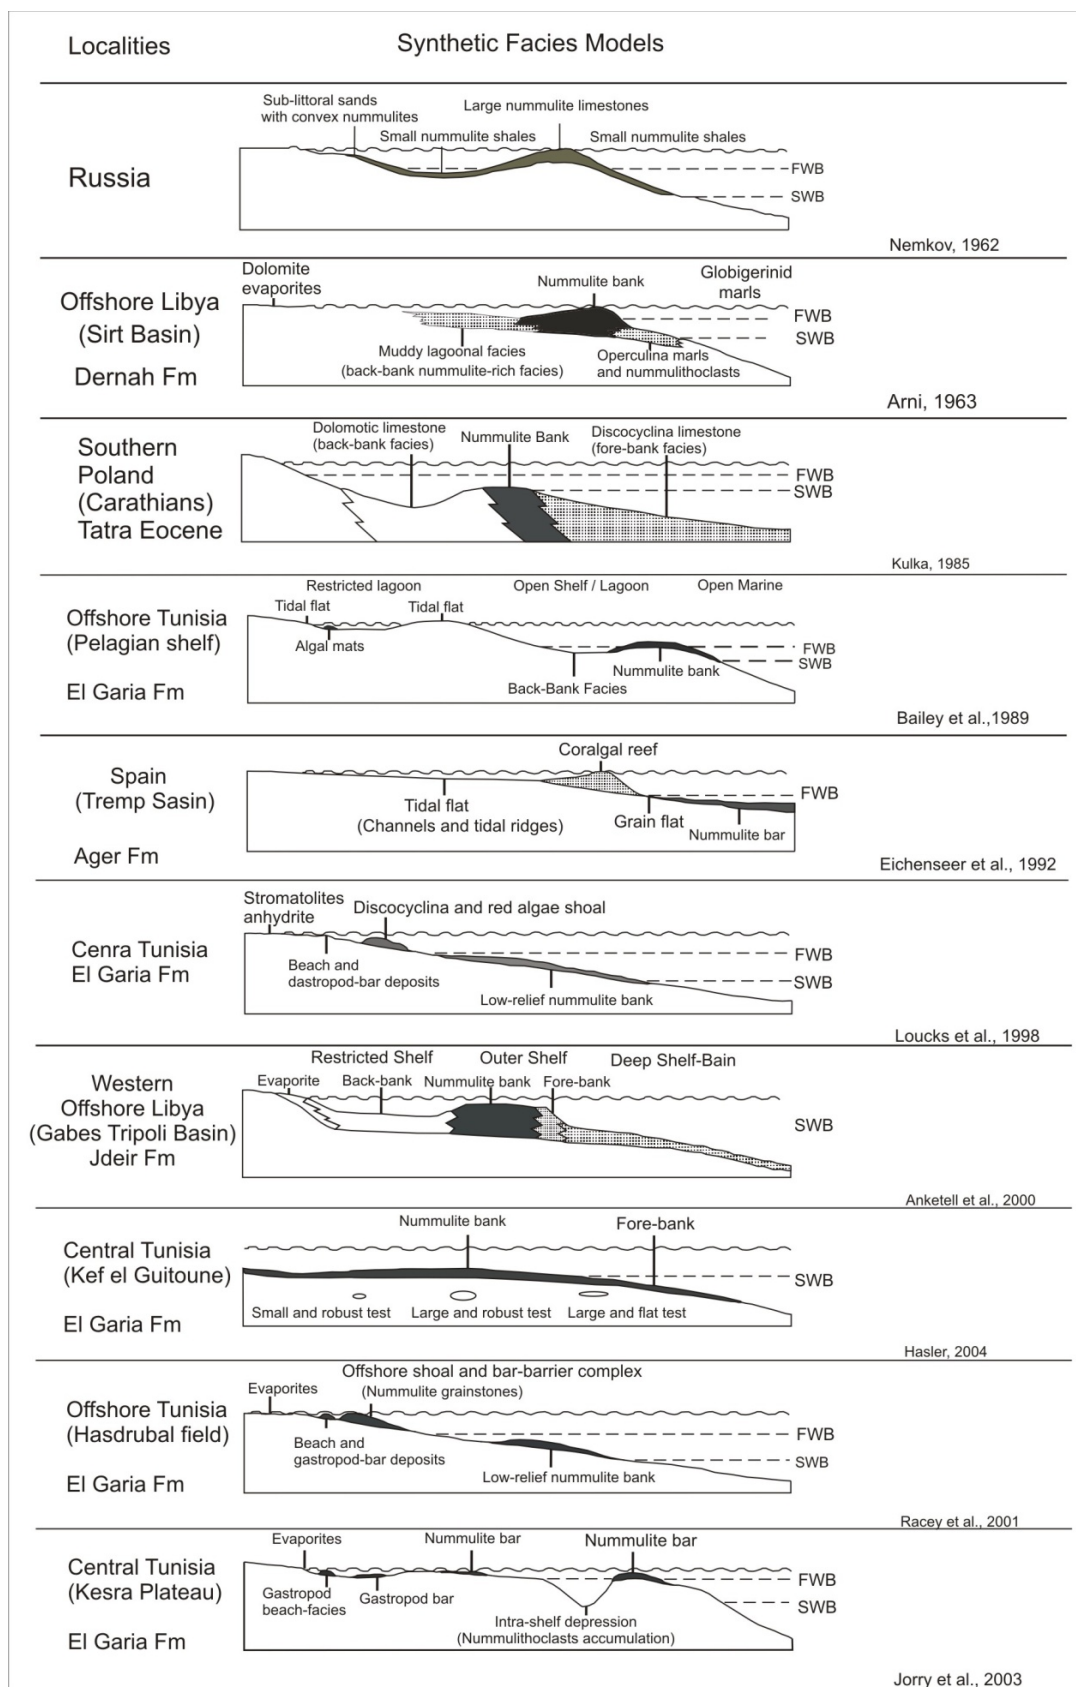 Localities
Synthetic Facies Models
Russia
Sub-littoral sands
with convex nummulites
Large nummulite limestones
Small nummulite shales
Small nummulite shales
FWB
SWB
Nemkov, 1962
Offshore Libya
(Sirt Basin)
Dernah Fm
Dolomite
evaporites
Nummulite bank
Globigerinid
marls
FWB
SWB
Muddy lagoonal facies
(back-bank nummulite-rich facies)
Operculina marls
and nummulithoclasts
Arni, 1963
Southern
Poland
(Carathians)
Tatra Eocene
Dolomotic limestone
(back-bank facies)
Nummulite Bank
Discocyclina limestone
(fore-bank facies)
FWB
SWB
Kulka, 1985
Offshore Tunisia
(Pelagian shelf)
El Garia Fm
Restricted lagoon
Open Shelf / Lagoon
Open Marine
Tidal flat
Tidal flat
Algal mats
FWB
SWB
Nummulite bank
Back-Bank Facies
Bailey et al.,1989
Spain
(Tremp Sasin)
Ager Fm
Coralgal reef
Tidal flat
(Channels and tidal ridges)
Grain flat
FWB
Nummulite bar
Eichenseer et al., 1992
Cenra Tunisia
El Garia Fm
Stromatolites
anhydrite
Discocyclina and red algae shoal
Beach and
dastropod-bar deposits
FWB
SWB
Low-relief nummulite bank
Loucks et al., 1998
Western
Offshore Libya
(Gabes Tripoli Basin)
Jdeir Fm
Restricted Shelf
Outer Shelf
Deep Shelf-Bain
Evaporite
Back-bank
Nummulite bank
Fore-bank
SWB
Anketell et al., 2000
Central Tunisia
(Kef el Guitoune)
El Garia Fm
Nummulite bank
Fore-bank
SWB
Small and robust test
Large and robust test
Large and flat test
Hasler, 2004
Offshore Tunisia
(Hasdrubal field)
El Garia Fm
Offshore shoal and bar-barrier complex
(Nummulite grainstones)
Evaporites
Beach and
gastropod-bar deposits
FWB
SWB
Low-relief nummulite bank
Racey et al., 2001
Central Tunisia
(Kesra Plateau)
El Garia Fm
Evaporites
Nummulite bar
Nummulite bar
Gastropod
beach-facies
Gastropod bar
FWB
SWB
Intra-shelf depression
(Nummulithoclasts accumulation)
Jorry et al., 2003